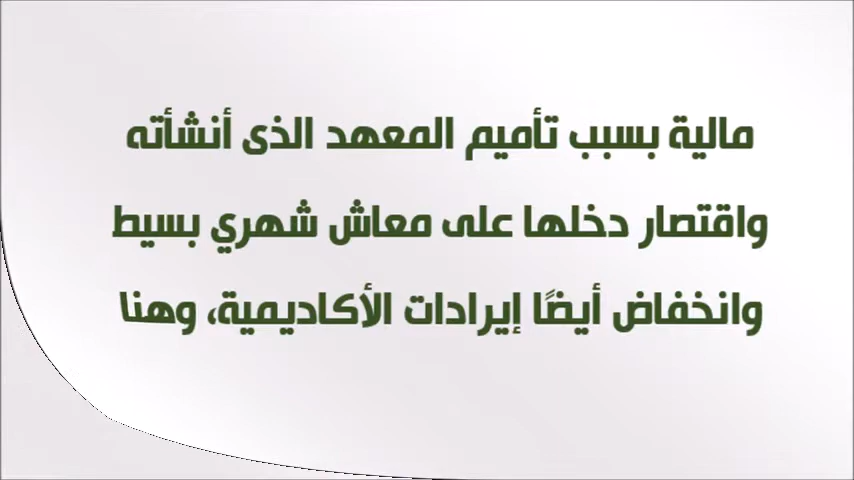 مالية بسبب تأميم المعهد الذى أنشأته
واقتصار دخلها على معاش شهري بسيط
وانخفاض أيضًا إيرادات الأكاديمية، وهنا